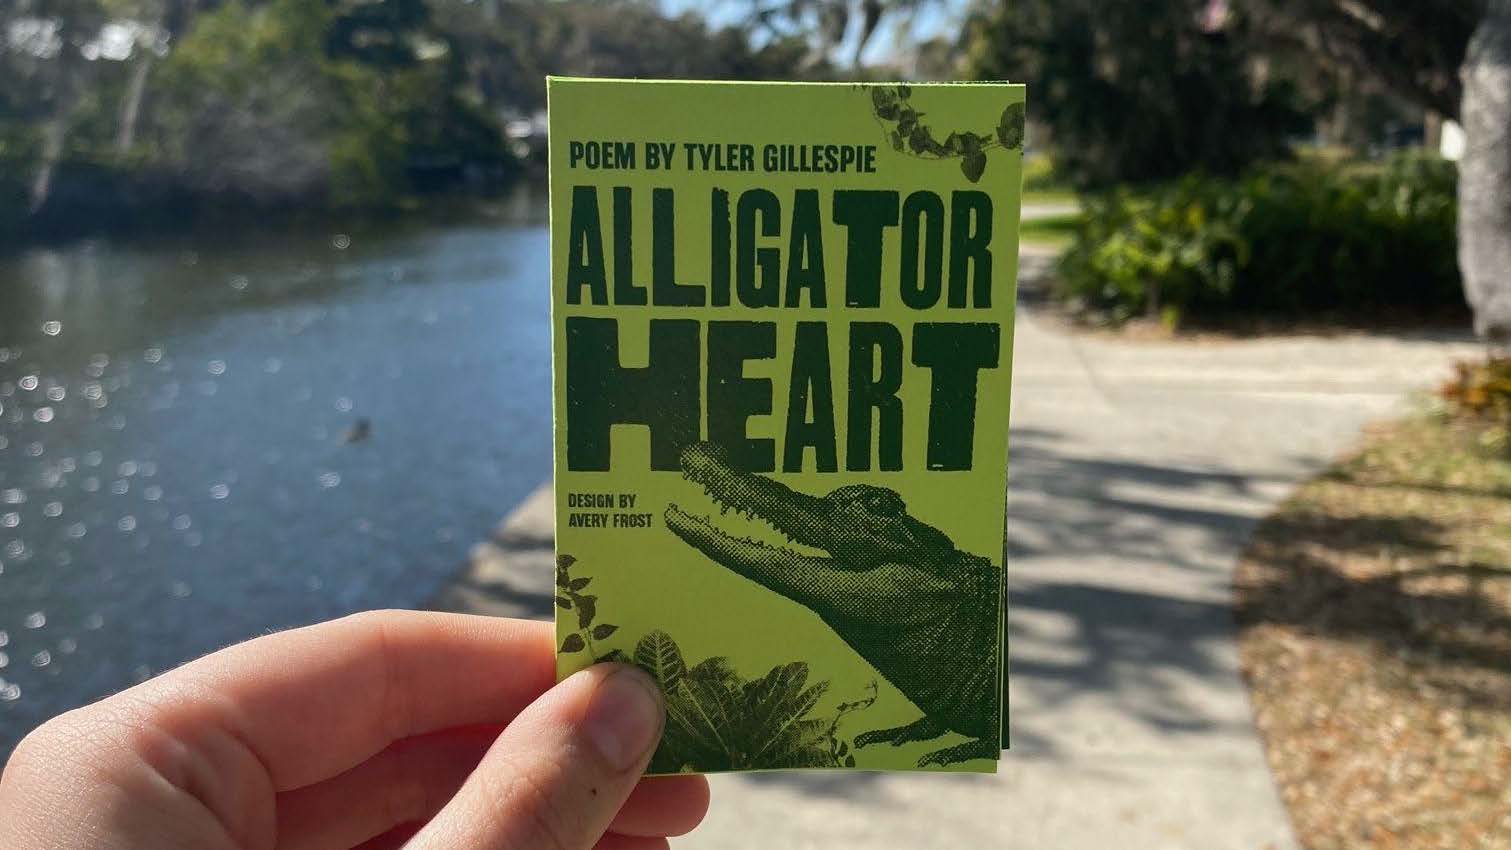 POEM BY TYLER GILLESPIE
ALLIGATOR
HEART
DESIGN BY
AVERY FROST